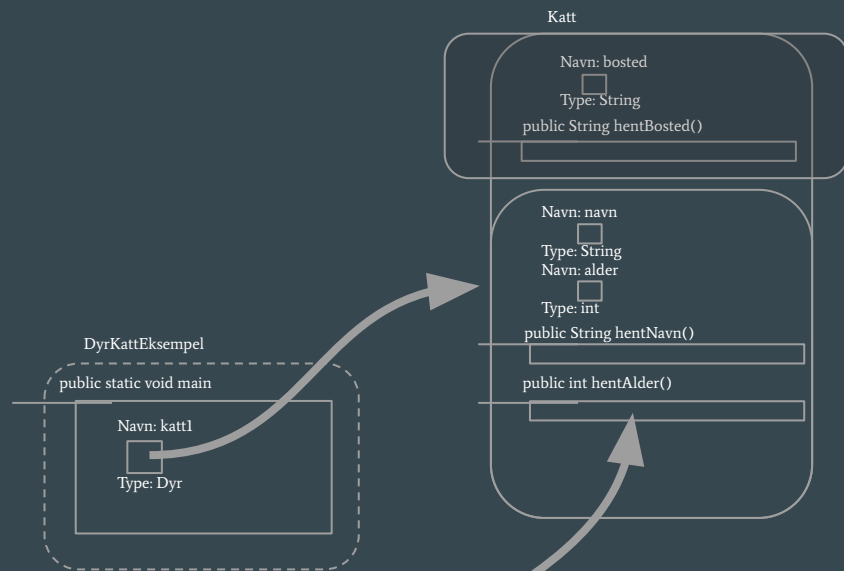 Katt
Navn: bosted
Type: String
public String hentBosted()
Navn: navn
Type: String
Navn: alder
Type: int
public String hentNavn()
public int hentAlder()
DyrKattEksempel
public static void main
Navn: katt1
Type: Dyr